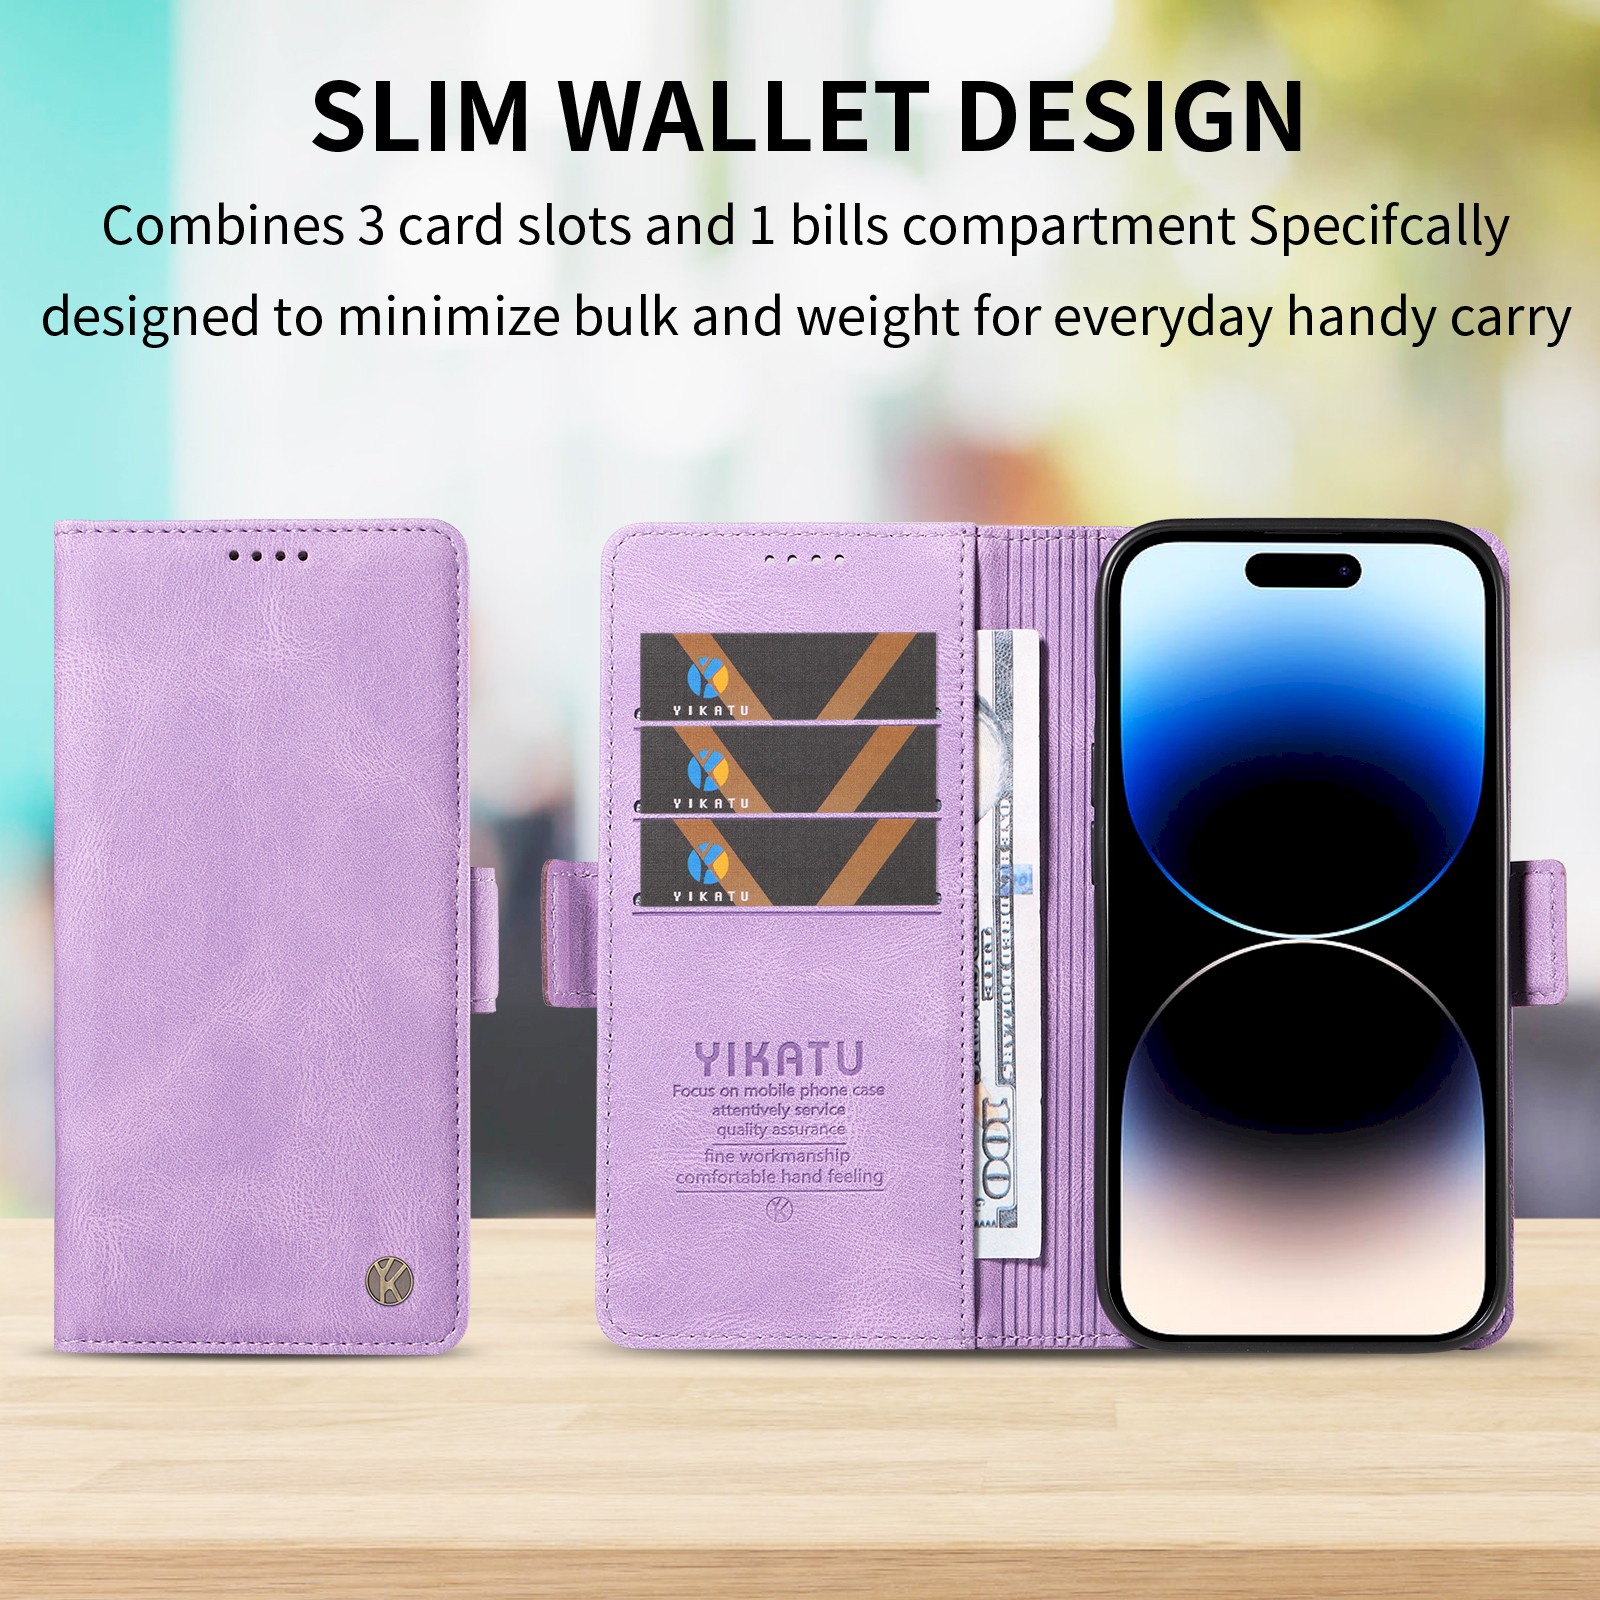 SLIM WALLET DESIGN
Combines 3 card slots and 1 bills compartment Specifcally
designed to minimize bulk and weight for everyday handy carry
YIKATU
YIKATU
YIKATU
YIKATU
Focus on mobile phone case
attentively service
quality assurance
fine workmanship
comfortable hand feeling
100